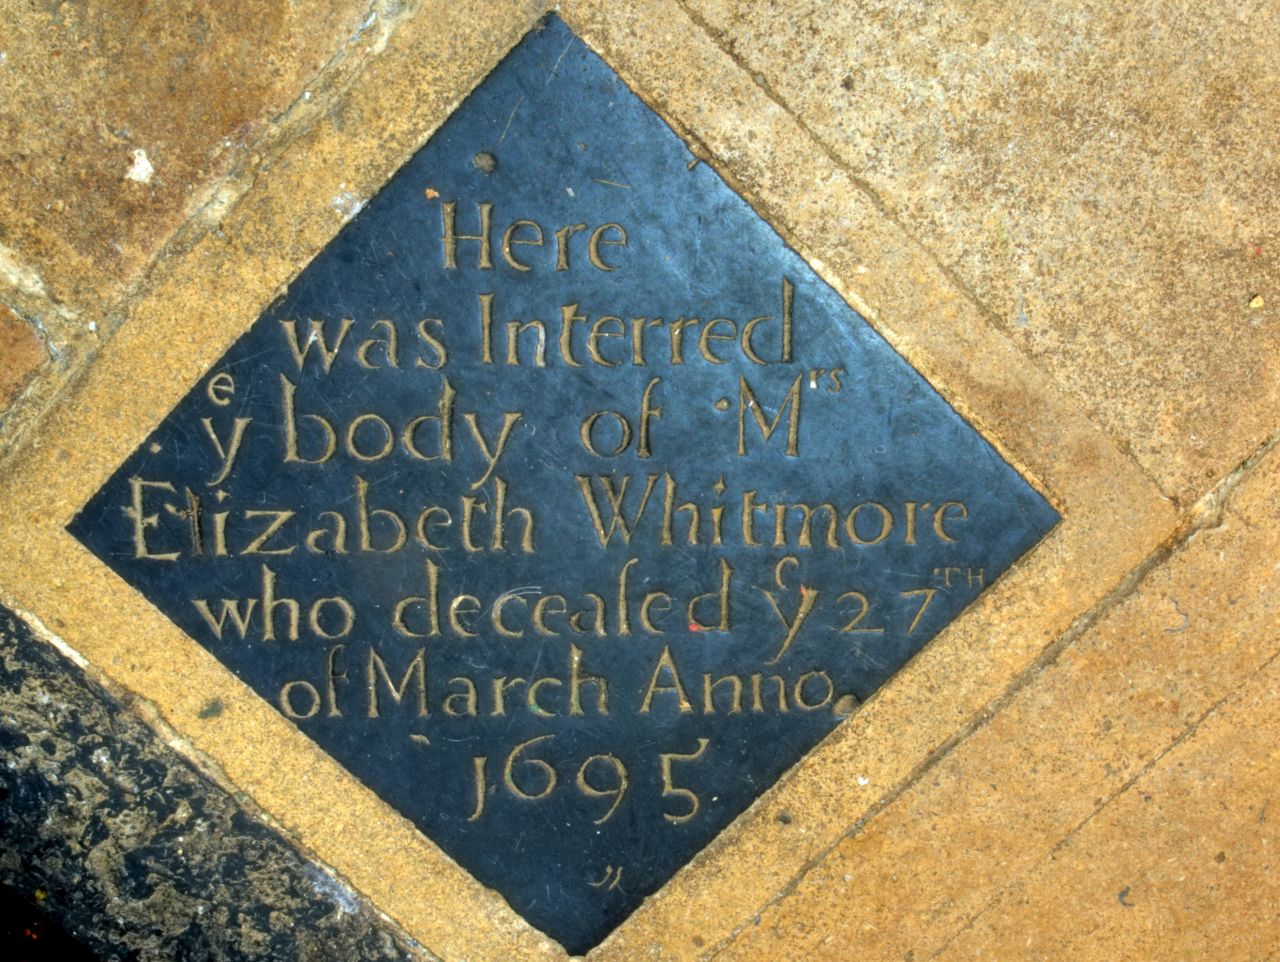 Here
was Interred
yᵉ body of Mʳˢ
Elizabeth Whitmore
who deceaſed yᵉ 27ᵀᴴ
of March Anno
1695